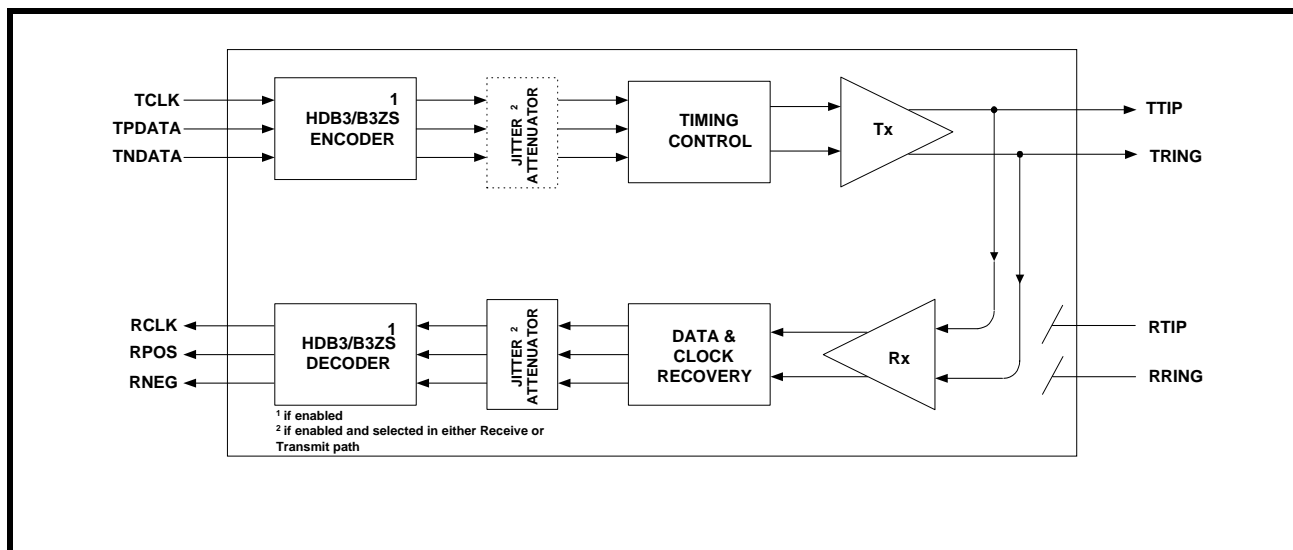 TCLK
TPDATA
TNDATA
1
HDB3/B3ZS
ENCODER
JITTER 2
ATTENUATOR
TIMING
CONTROL
Tx
TTIP
TRING
RCLK
RPOS
RNEG
1
HDB3/B3ZS
DECODER
JITTER 2
ATTENUATOR
DATA &
CLOCK
RECOVERY
Rx
RTIP
RRING
1 if enabled
2 if enabled and selected in either Receive or
Transmit path